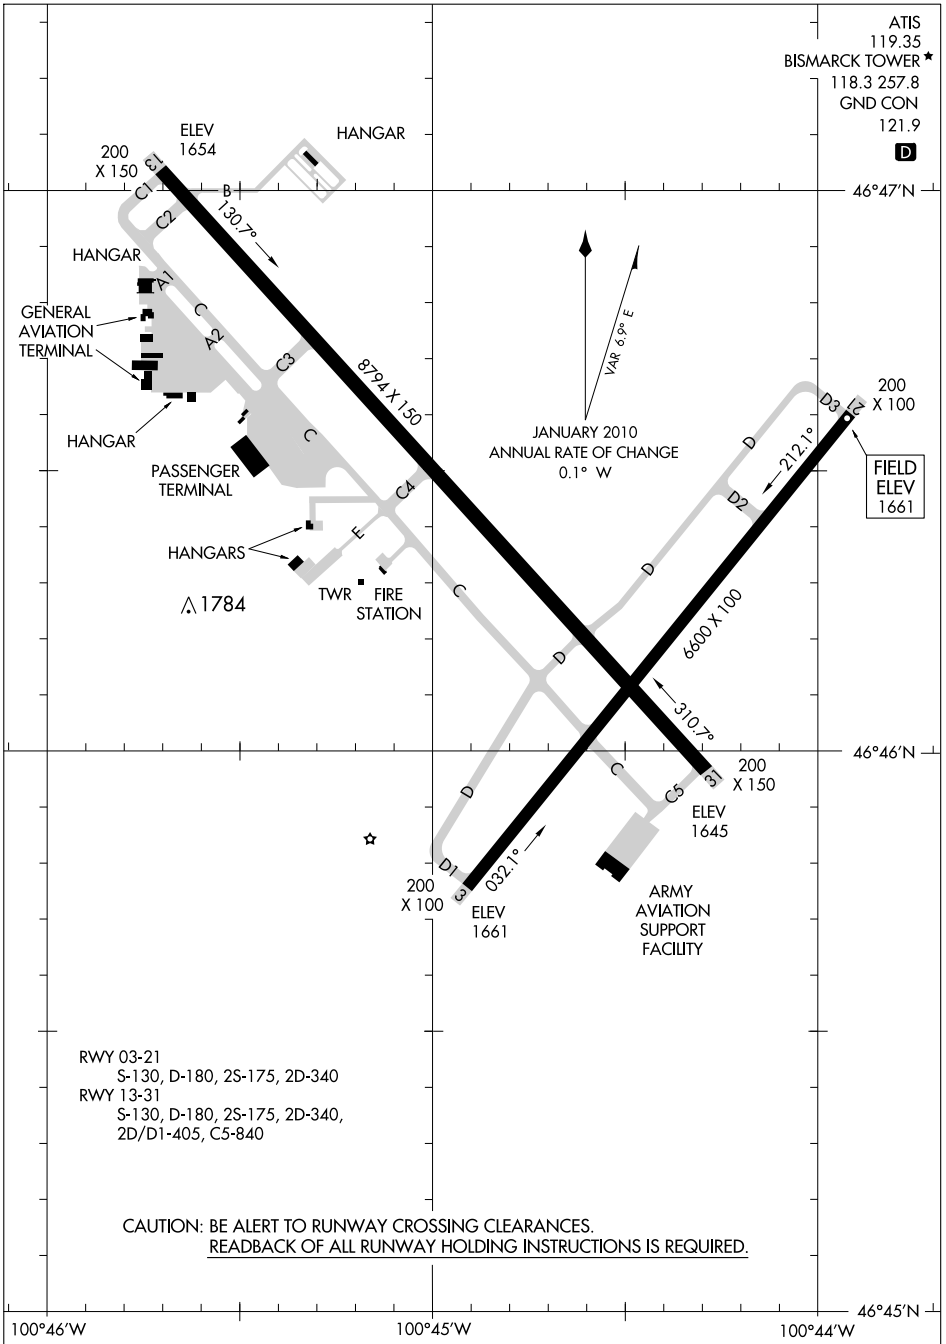 ATIS
119.35
BISMARCK TOWER ★
118.3 257.8
GND CON
121.9
D
ELEV
1654
HANGAR
200
X 150
13
C1
C2
B
46°47'N
130.7°
HANGAR
A1
C
A2
GENERAL
AVIATION
TERMINAL
C3
VAR 6.9° E
8794 X 150
200
X 100
D3
21
HANGAR
C
JANUARY 2010
ANNUAL RATE OF CHANGE
0.1° W
D
212.1°
FIELD
ELEV
1661
PASSENGER
TERMINAL
C4
D2
E
HANGARS
TWR
FIRE
STATION
1784
C
D
6600 X 100
D
310.7°
46°46'N
C
200
X 150
31
C5
D
ELEV
1645
D1
032.1°
200
X 100
3
ELEV
1661
ARMY
AVIATION
SUPPORT
FACILITY
RWY 03-21
S-130, D-180, 2S-175, 2D-340
RWY 13-31
S-130, D-180, 2S-175, 2D-340,
2D/D1-405, C5-840
CAUTION: BE ALERT TO RUNWAY CROSSING CLEARANCES.
READBACK OF ALL RUNWAY HOLDING INSTRUCTIONS IS REQUIRED.
46°45'N
100°46'W
100°45'W
100°44'W